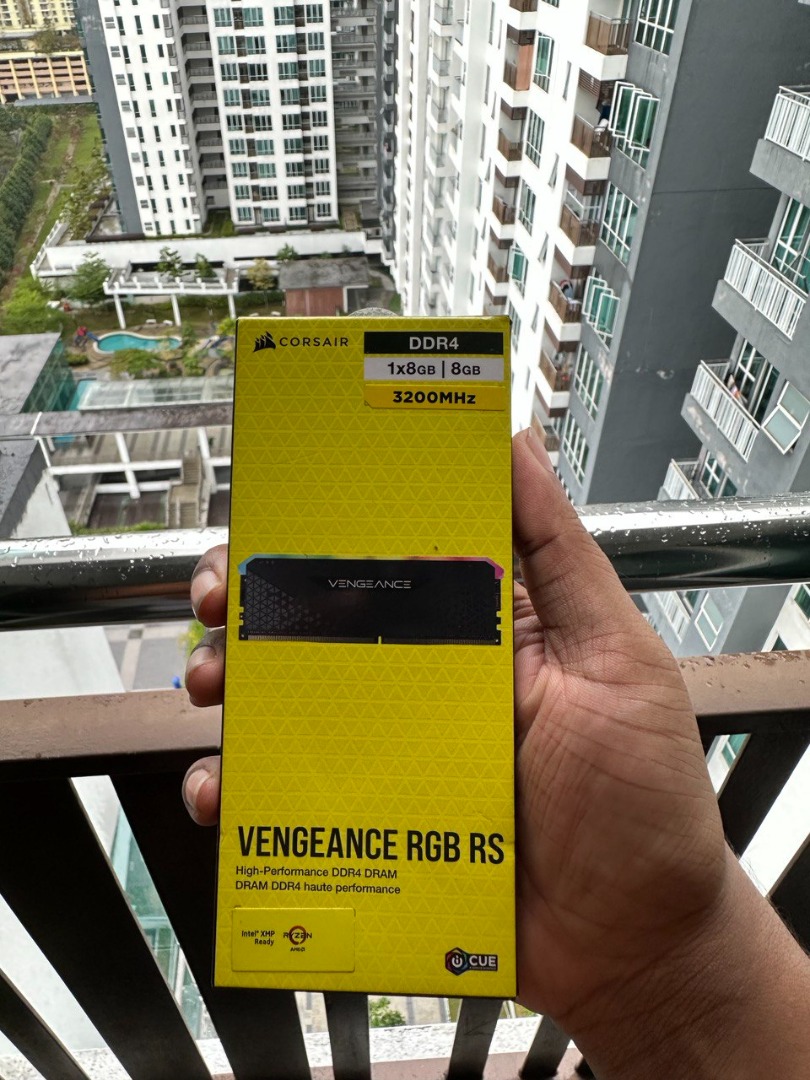 CORSAIR
DDR4
1x8GB | 8GB
3200MHz
VENGEANCE
VENGEANCE RGB RS
High-Performance DDR4 DRAM
DRAM DDR4 haute performance
Intel® XMP
Ready
RYZEN
AMD
iCUE